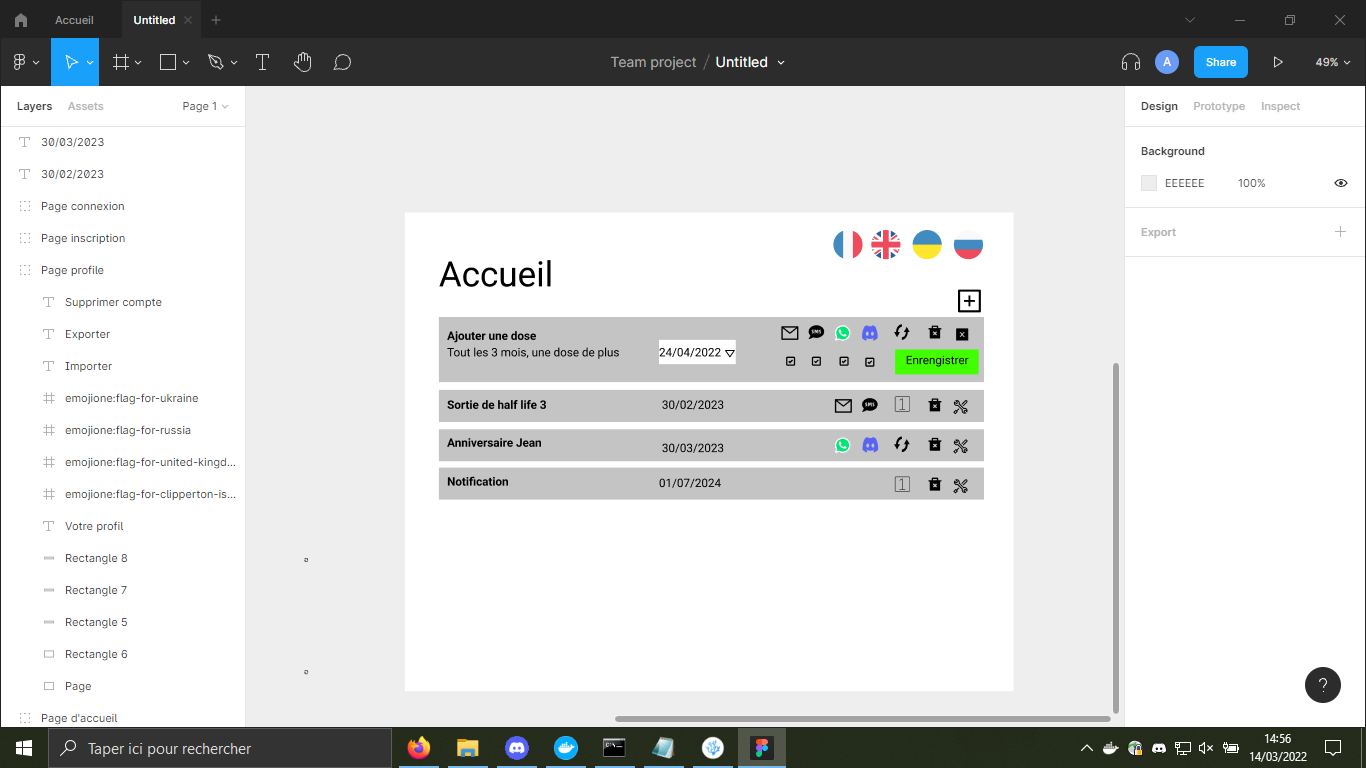 Accueil
Untitled
Team project / Untitled
A
Share
49%
Layers
Assets
Page 1
30/03/2023
30/02/2023
Page connexion
Page inscription
Page profile
Supprimer compte
Exporter
Importer
emojione:flag-for-ukraine
emojione:flag-for-russia
emojione:flag-for-united-kingd...
emojione:flag-for-clipperton-is...
Votre profil
Rectangle 8
Rectangle 7
Rectangle 5
Rectangle 6
Page
Page d'accueil
Accueil
Ajouter une dose
Tout les 3 mois, une dose de plus
24/04/2022
SMS
Enregistrer
Sortie de half life 3
30/02/2023
SMS
1
Anniversaire Jean
30/03/2023
Notification
01/07/2024
1
Design
Prototype
Inspect
Background
EEEEEE
100%
Export
?
Taper ici pour rechercher
14:56
14/03/2022